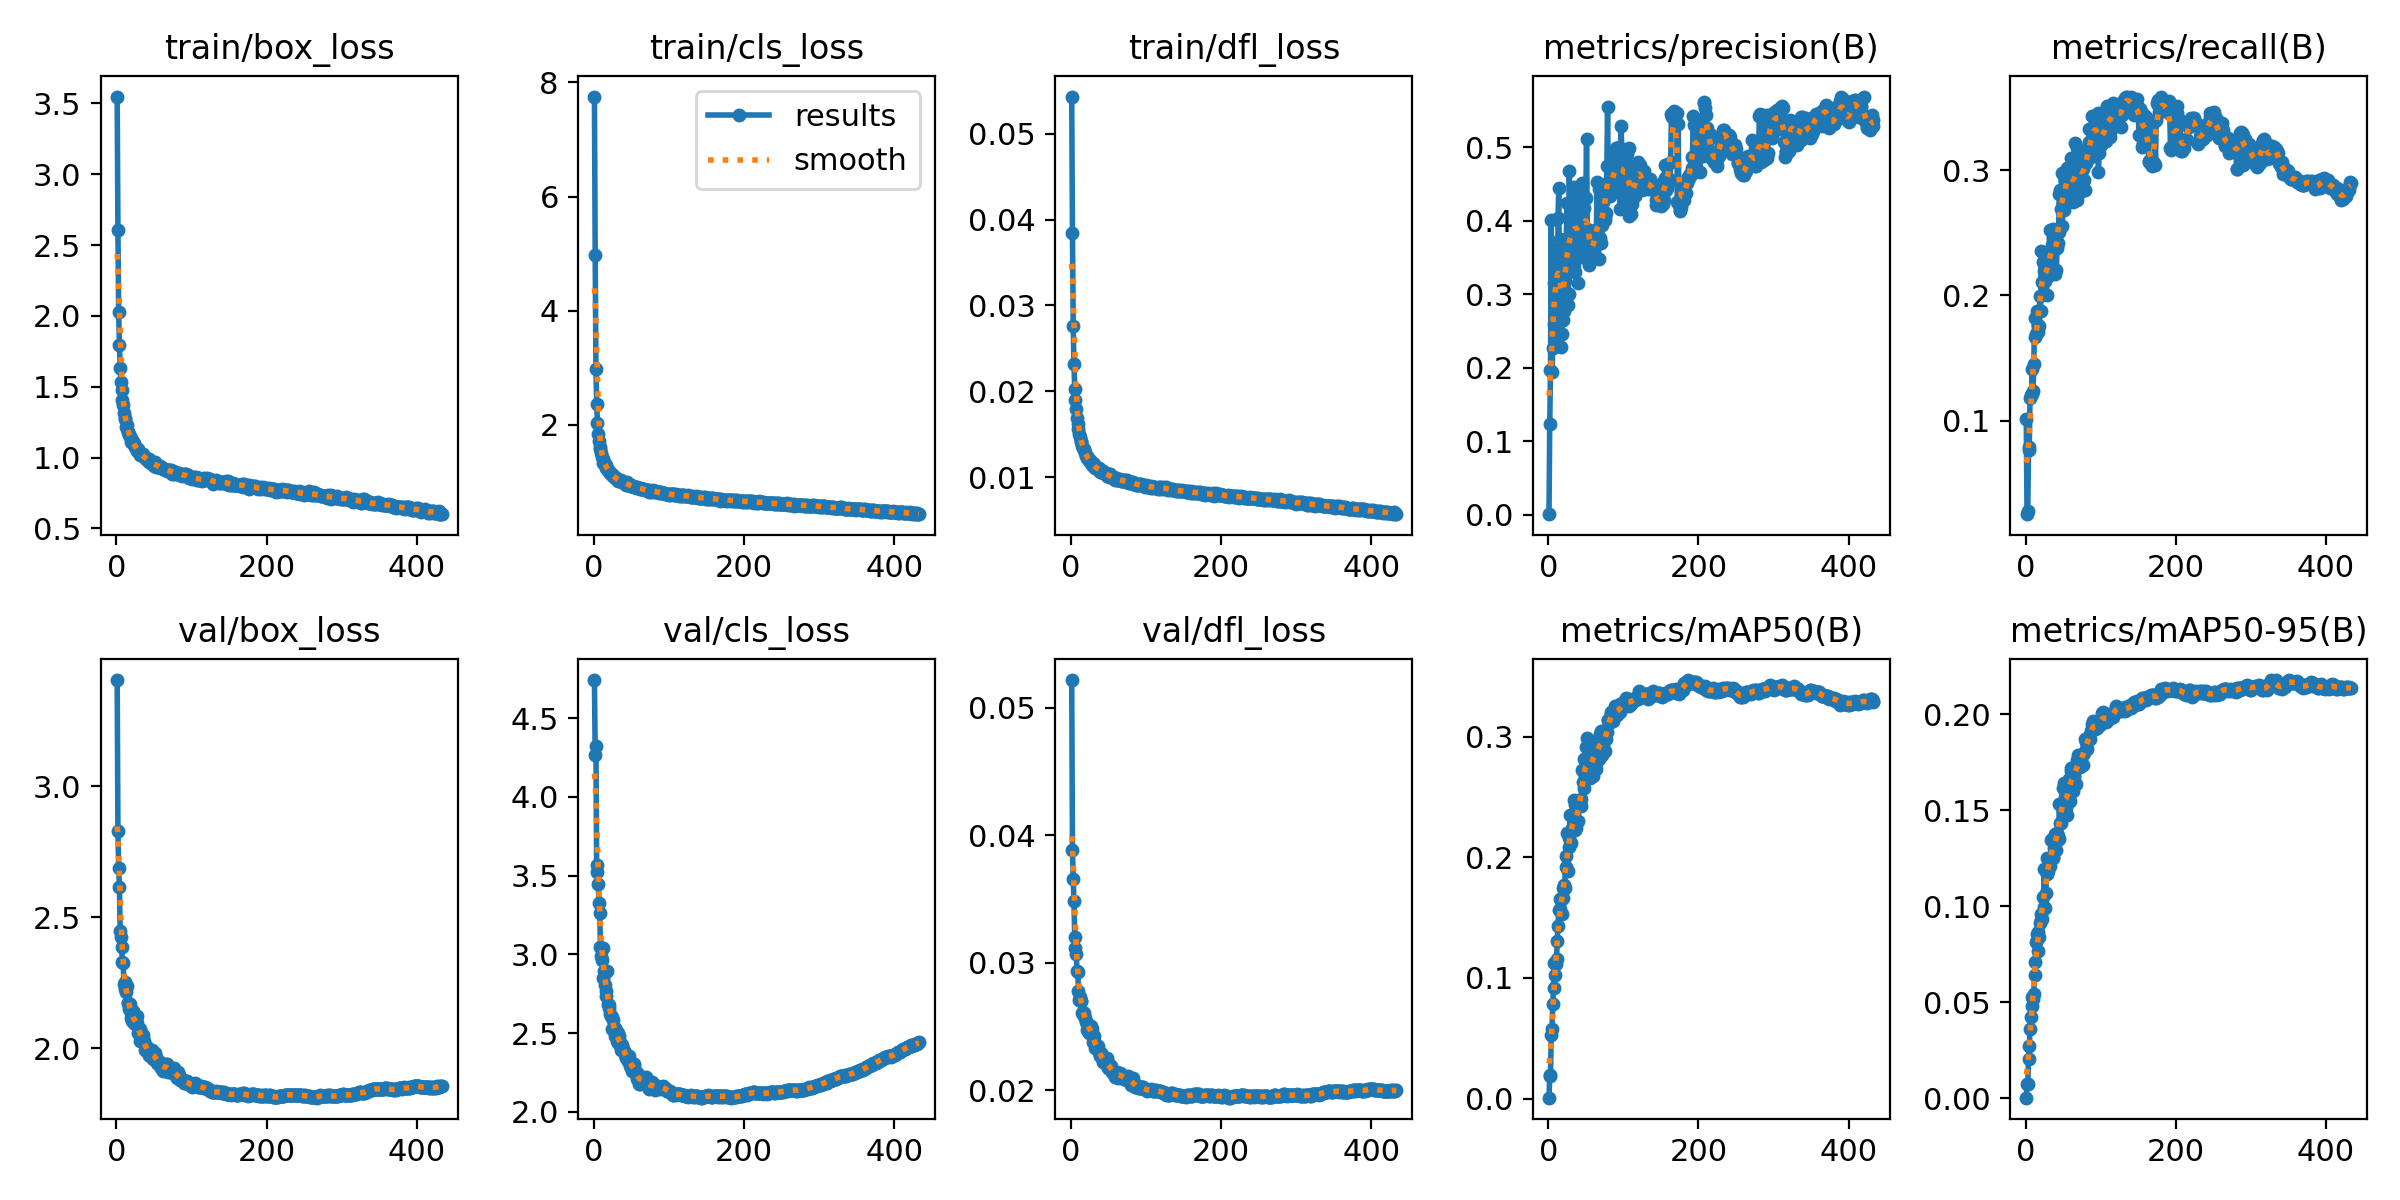 train/box_loss
3.5
3.0
2.5
2.0
1.5
1.0
0.5
0 200 400
train/cls_loss
8
6
4
2
0 200 400
results
smooth
train/dfl_loss
0.05
0.04
0.03
0.02
0.01
0 200 400
metrics/precision(B)
0.5
0.4
0.3
0.2
0.1
0.0
0 200 400
metrics/recall(B)
0.3
0.2
0.1
0 200 400
val/box_loss
3.0
2.5
2.0
0 200 400
val/cls_loss
4.5
4.0
3.5
3.0
2.5
2.0
0 200 400
val/dfl_loss
0.05
0.04
0.03
0.02
0 200 400
metrics/mAP50(B)
0.3
0.2
0.1
0.0
0 200 400
metrics/mAP50-95(B)
0.20
0.15
0.10
0.05
0.00
0 200 400